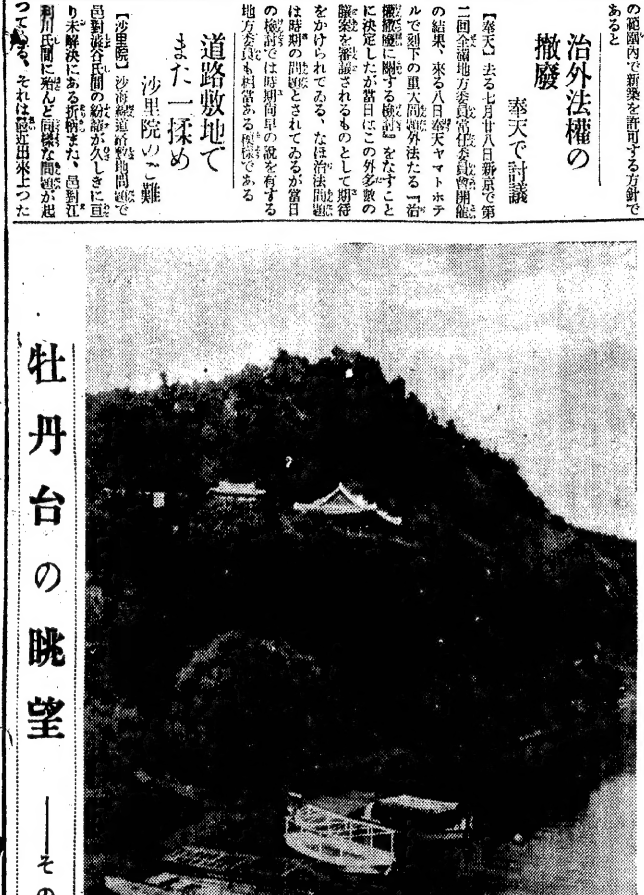 の範圍内で新築を許可する方針で
あると
治外法權の
撤廢
奉天で討議
【奉天】去る七月廿八日新京で第
二回全滿地方委員會常任委員會開催
の結果、來る八日奉天ヤマトホテ
ルで刻下の重大問題外法たる『治
權撤廢に關する檢討』をなすこと
に決定したが當日はこの外多數の
議案を審議されるものとして期待
をかけられてゐる、なほ治法問題
は時期の問題とされてゐるが當日
の檢討では時期尚早の説を有する
地方委員も相當ある模樣である
道路敷地で
また一揉め
沙里院のご難
【沙里院】沙海線道路敷地問題で
邑對澁谷氏間の紛議が久しきに亘
り未解決にある折柄また、邑對江
利川氏間に殆んど同樣な問題が起
つてゐる、それは最近出來上つた
牡丹台の眺望
その